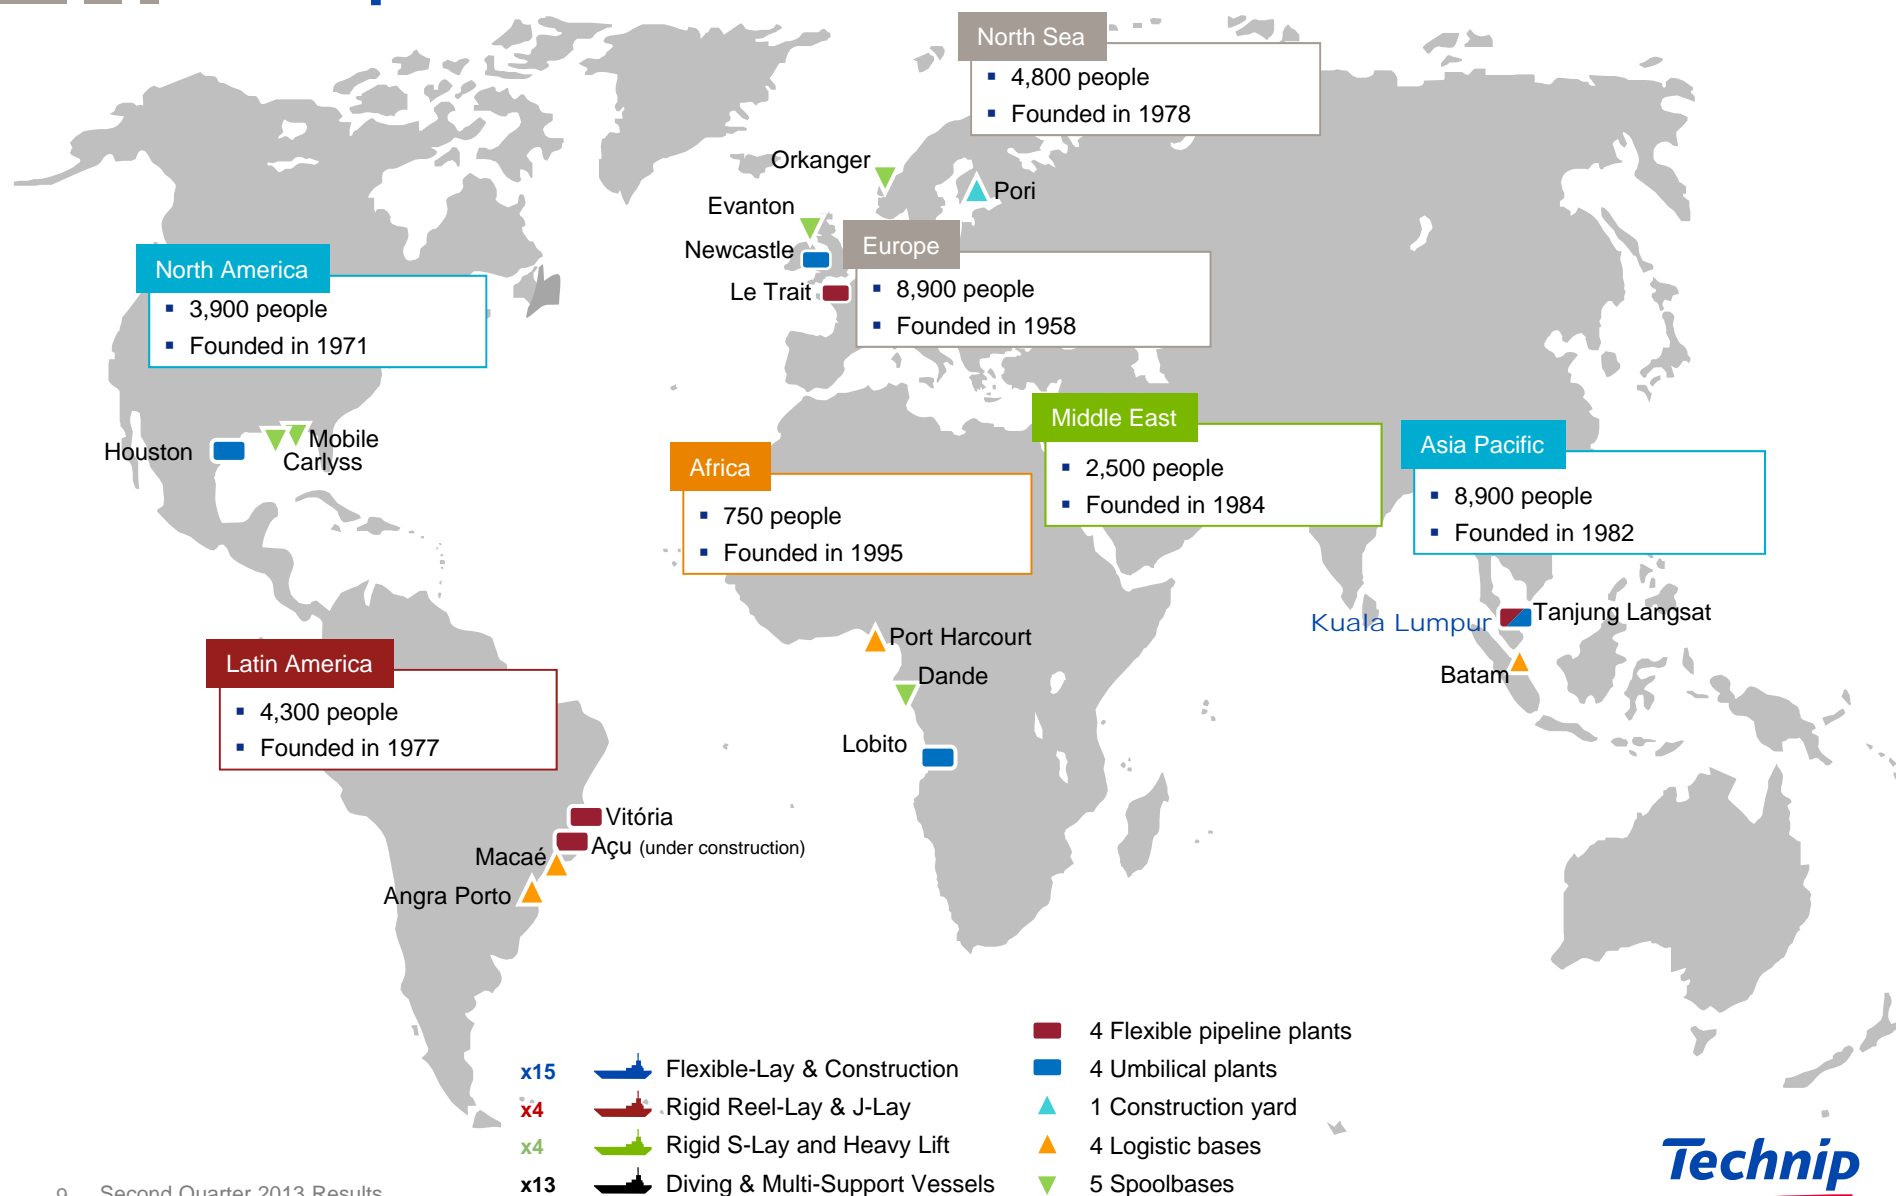 North Sea
▪ 4,800 people
▪ Founded in 1978
Orkanger
Pori
Evanton
Newcastle
Le Trait
Europe
▪ 8,900 people
▪ Founded in 1958
North America
▪ 3,900 people
▪ Founded in 1971
Houston
Mobile
Carlyss
Middle East
▪ 2,500 people
▪ Founded in 1984
Africa
▪ 750 people
▪ Founded in 1995
Asia Pacific
▪ 8,900 people
▪ Founded in 1982
Kuala Lumpur
Tanjung Langsat
Batam
Port Harcourt
Dande
Lobito
Latin America
▪ 4,300 people
▪ Founded in 1977
Vitória
Açu (under construction)
Macaé
Angra Porto
x15 Flexible-Lay & Construction
x4 Rigid Reel-Lay & J-Lay
x4 Rigid S-Lay and Heavy Lift
x13 Diving & Multi-Support Vessels
4 Flexible pipeline plants
4 Umbilical plants
1 Construction yard
4 Logistic bases
5 Spoolbases
Technip
9 Second Quarter 2013 Results